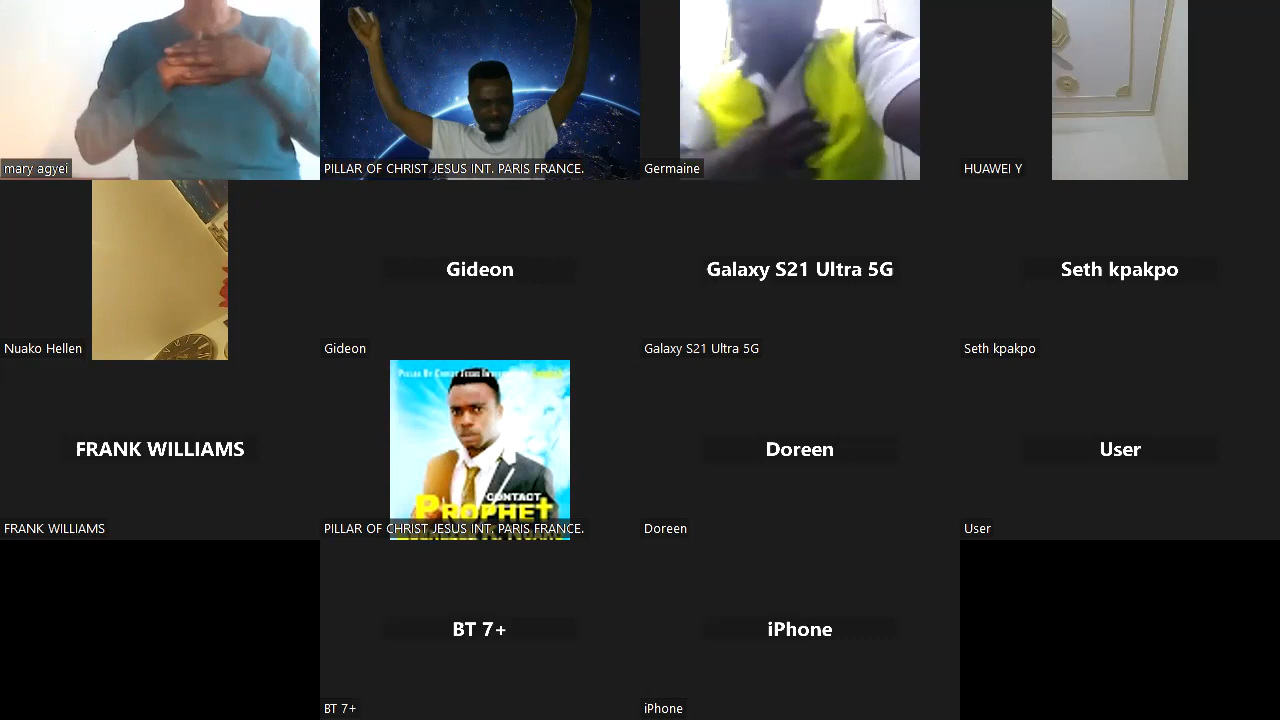 mary agyei
PILLAR OF CHRIST JESUS INT. PARIS FRANCE.
Germaine
HUAWEI Y
Nuako Hellen
Gideon
Gideon
Galaxy S21 Ultra 5G
Galaxy S21 Ultra 5G
Seth kpakpo
Seth kpakpo
FRANK WILLIAMS
FRANK WILLIAMS
CONTACT
PROPHET
PILLAR OF CHRIST JESUS INT. PARIS FRANCE.
Doreen
Doreen
User
User
BT 7+
BT 7+
iPhone
iPhone